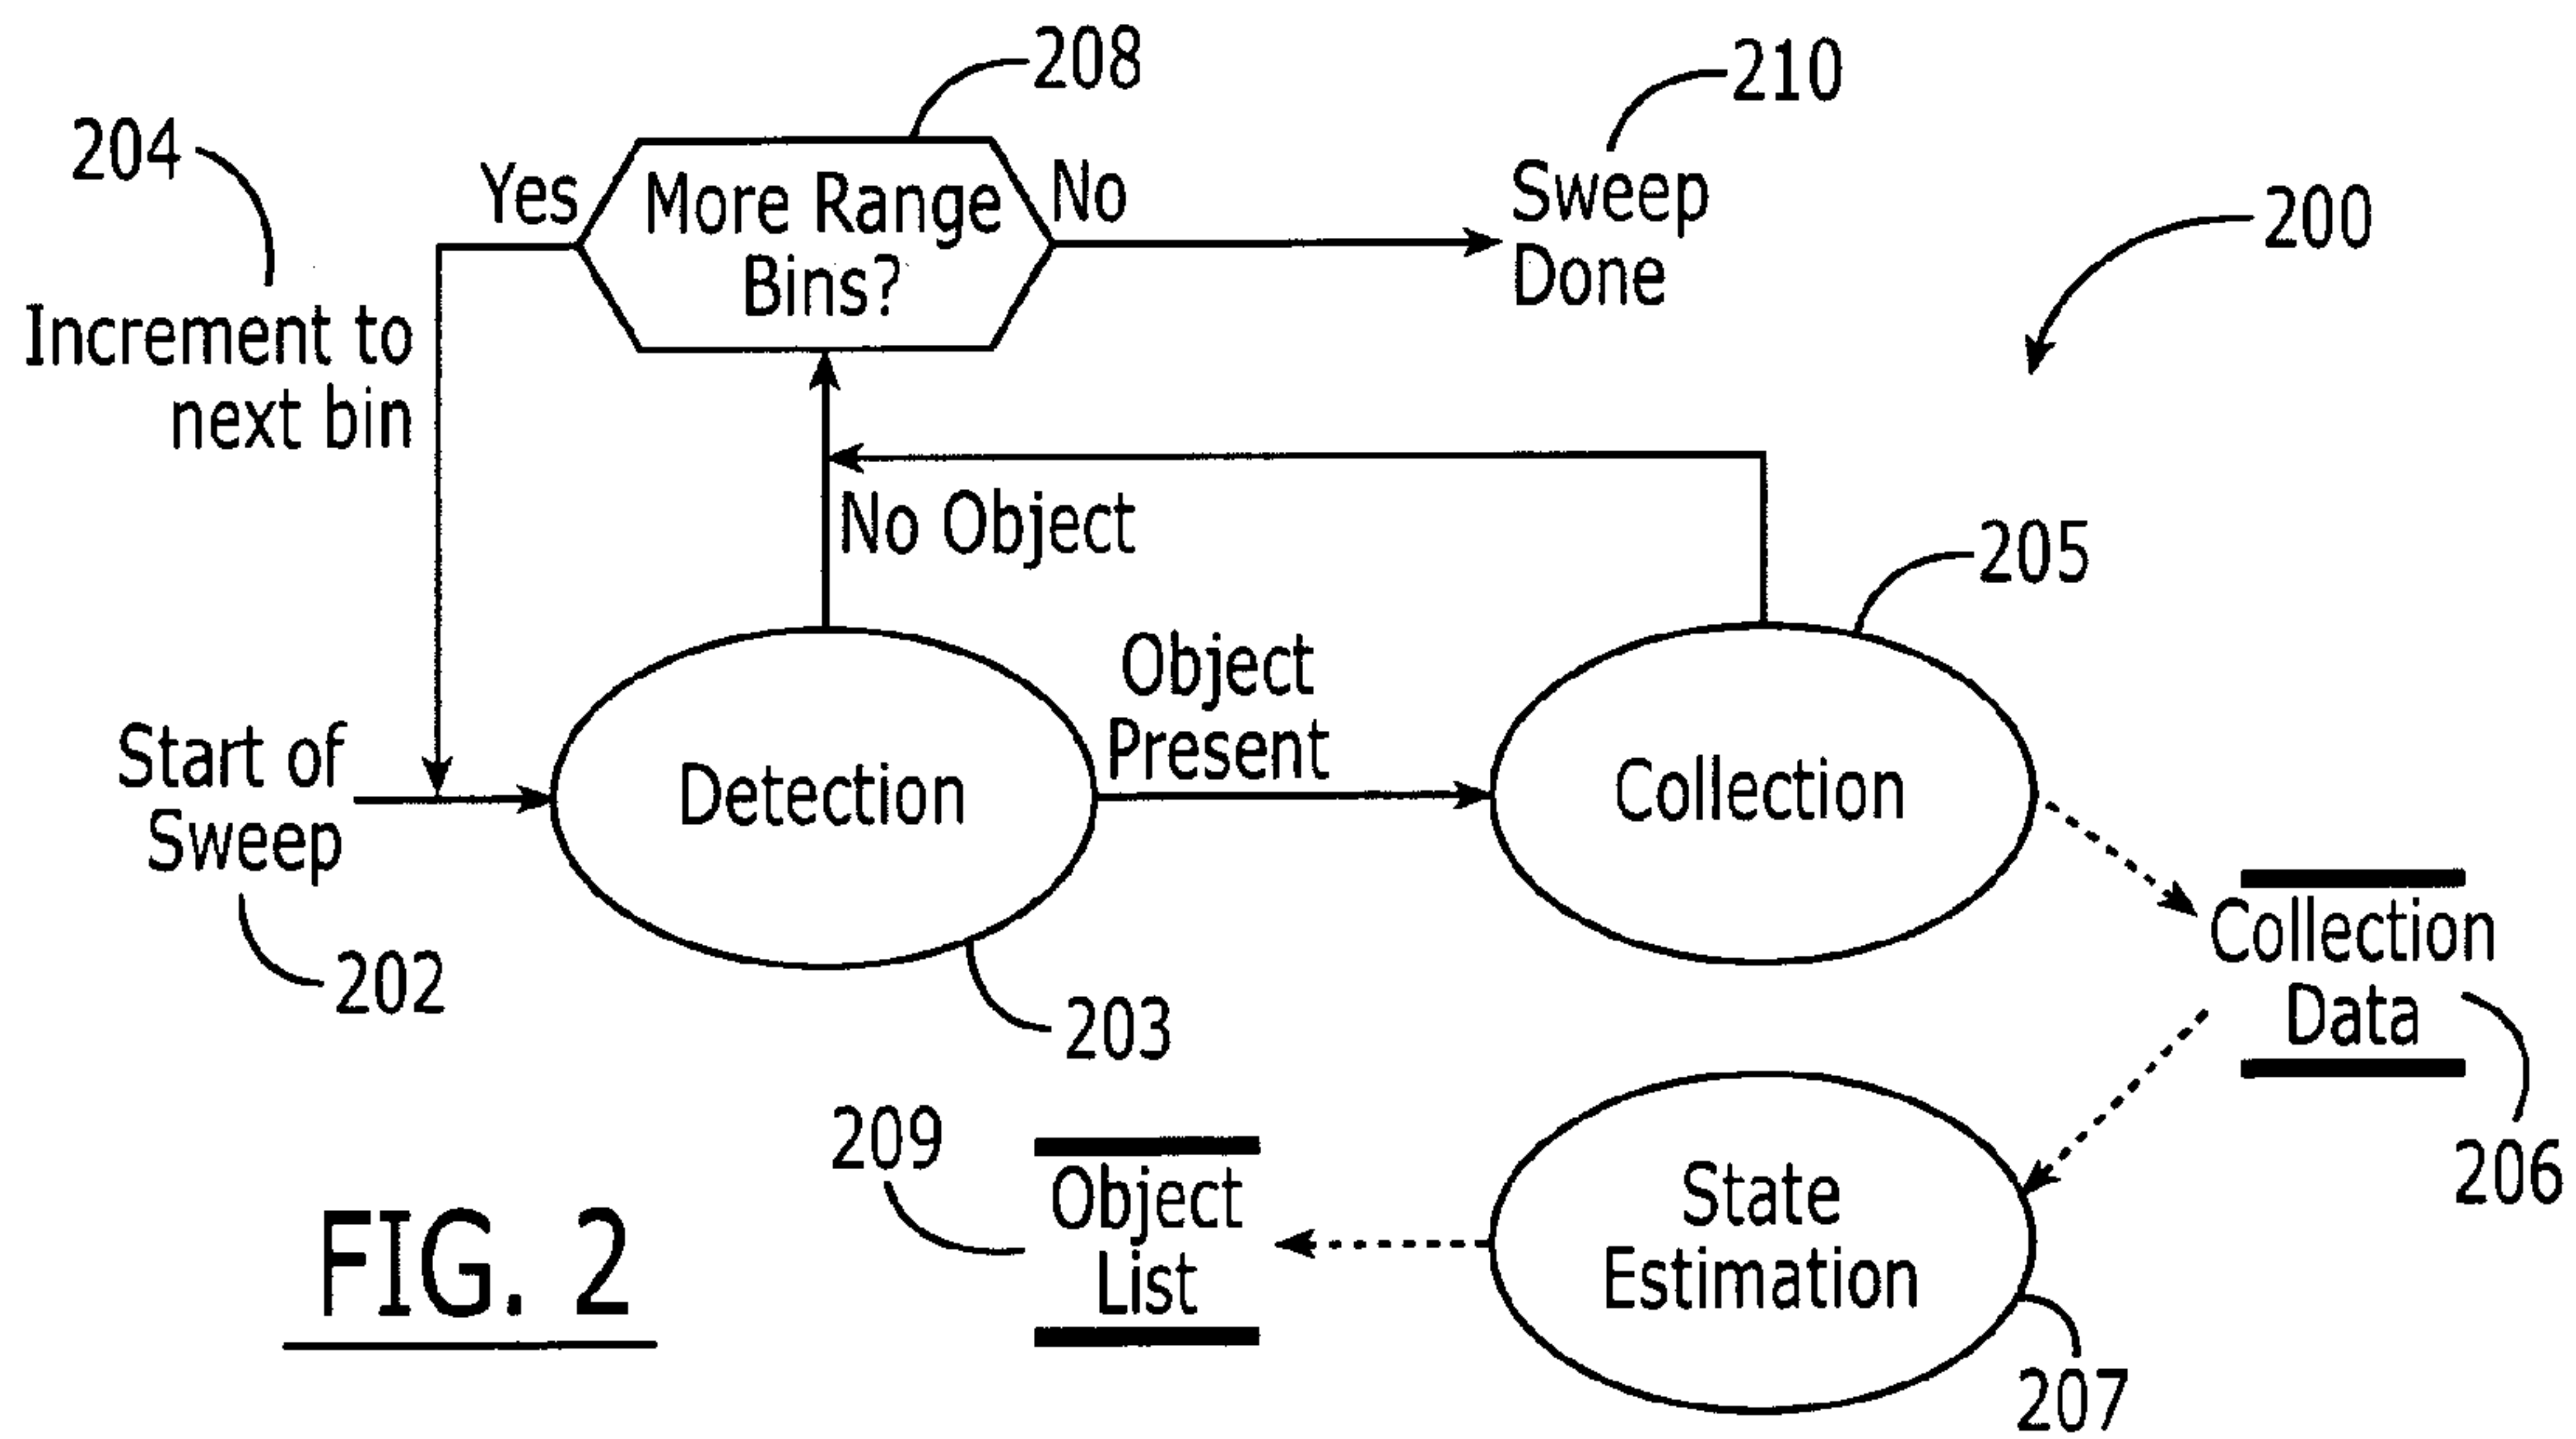 208
210
204
Yes
More Range
Bins?
No
Sweep
Done
200
Increment to
next bin
No Object
205
Object
Present
Start of
Sweep
Detection
Collection
202
203
Collection
Data
206
209
Object
List
State
Estimation
207
FIG. 2